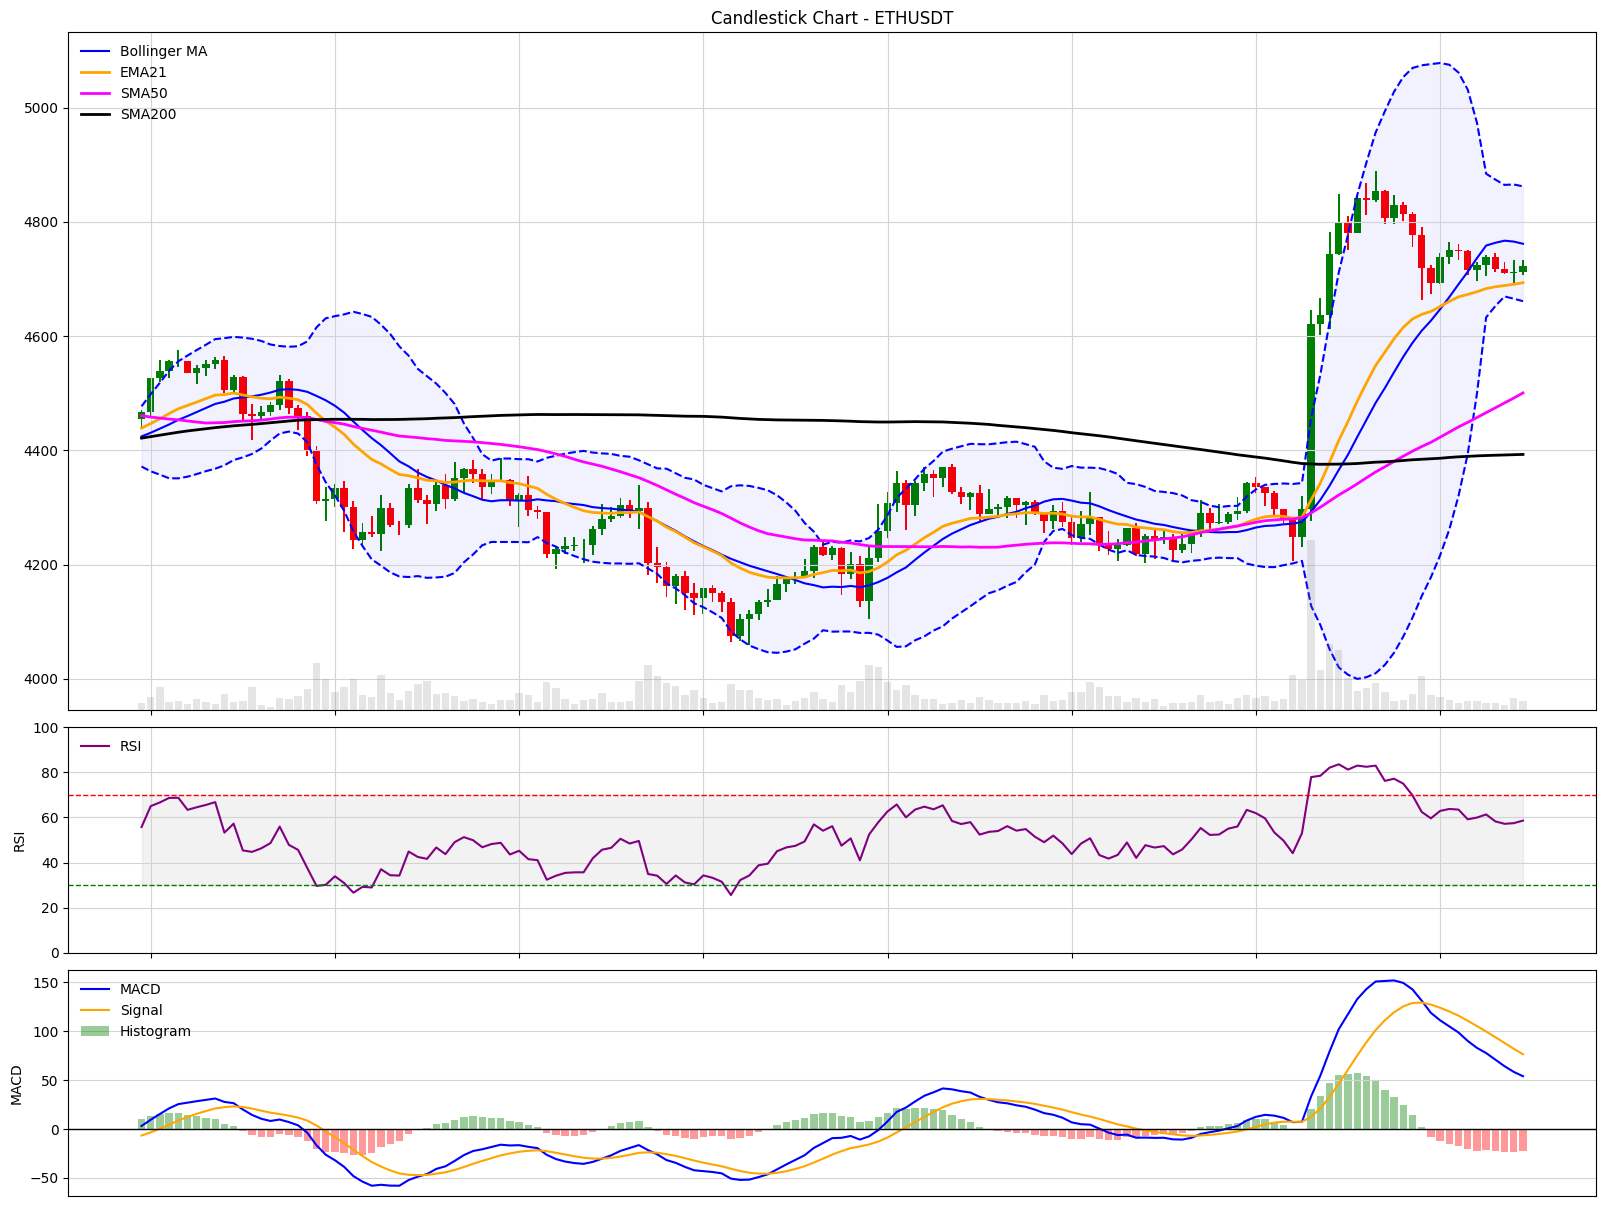 Candlestick Chart - ETHUSDT
Bollinger MA
EMA21
SMA50
SMA200
5000
4800
4600
4400
4200
4000
RSI
100
80
60
40
20
0
RSI
MACD
Signal
Histogram
150
100
50
0
−50
MACD